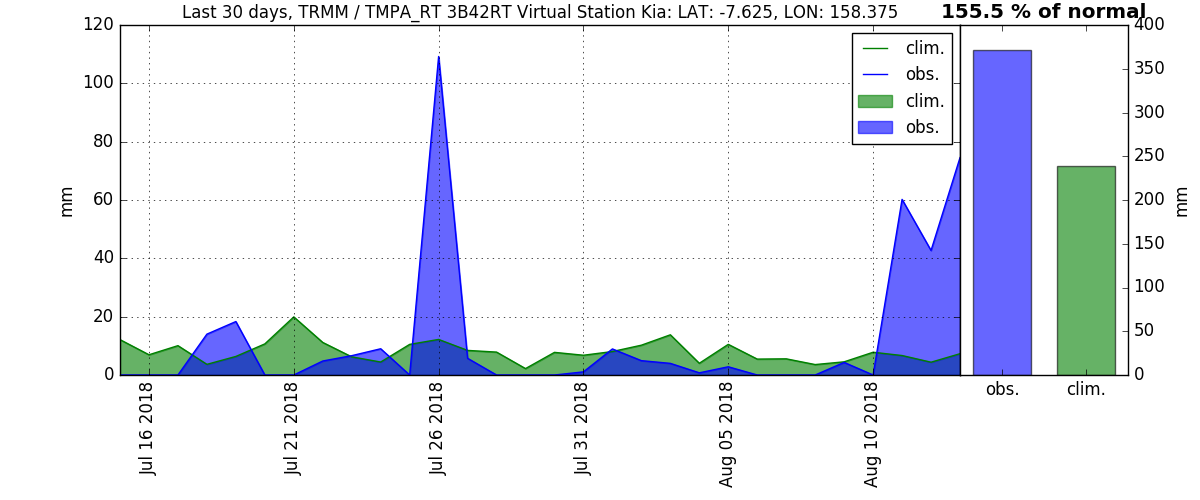 Last 30 days, TRMM / TMPA_RT 3B42RT Virtual Station Kia: LAT: -7.625, LON: 158.375
155.5 % of normal
120
100
80
60
40
20
0
mm
clim.
obs.
clim.
obs.
Jul 16 2018
Jul 21 2018
Jul 26 2018
Jul 31 2018
Aug 05 2018
Aug 10 2018
400
350
300
250
200
150
100
50
0
mm
obs.
clim.